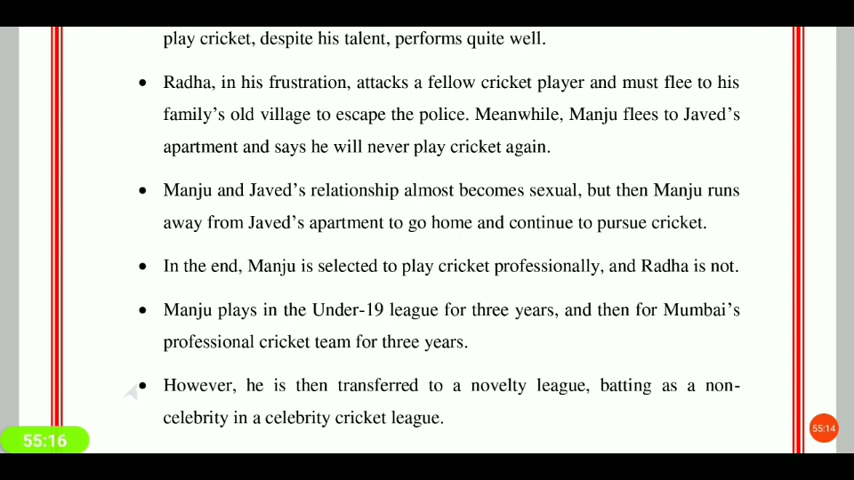 play cricket, despite his talent, performs quite well.
• Radha, in his frustration, attacks a fellow cricket player and must flee to his
family's old village to escape the police. Meanwhile, Manju flees to Javed's
apartment and says he will never play cricket again.
• Manju and Javed's relationship almost becomes sexual, but then Manju runs
away from Javed's apartment to go home and continue to pursue cricket.
• In the end, Manju is selected to play cricket professionally, and Radha is not.
• Manju plays in the Under-19 league for three years, and then for Mumbai's
professional cricket team for three years.
• However, he is then transferred to a novelty league, batting as a non-
celebrity in a celebrity cricket league.
55:16
55:14